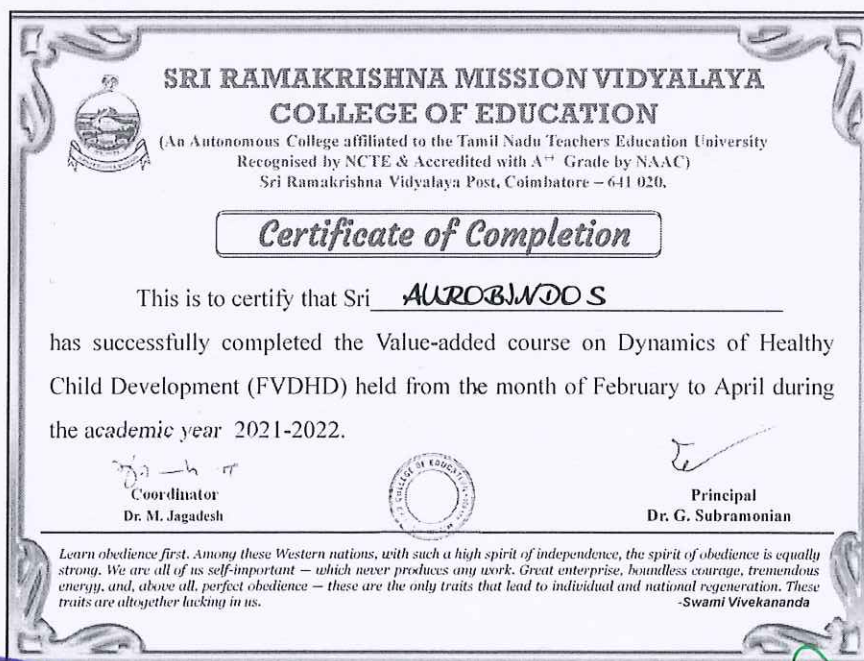 SRI RAMAKRISHNA MISSION VIDYALAYA
COLLEGE OF EDUCATION
(An Autonomous College affiliated to the Tamil Nadu Teachers Education University
Recognised by NCTE & Accredited with A++ Grade by NAAC)
Sri Ramakrishna Vidyalaya Post, Coimbatore – 641 020.
Certificate of Completion
This is to certify that Sri AUROBINDO S
has successfully completed the Value-added course on Dynamics of Healthy
Child Development (FVDHD) held from the month of February to April during
the academic year 2021-2022.
COLLEGE OF EDUCATION
Coordinator
Dr. M. Jagadesh
Principal
Dr. G. Subramonian
Learn obedience first. Among these Western nations, with such a high spirit of independence, the spirit of obedience is equally
strong. We are all of us self-important — which never produces any work. Great enterprise, boundless courage, tremendous
energy, and, above all, perfect obedience — these are the only traits that lead to individual and national regeneration. These
traits are altogether lacking in us.
-Swami Vivekananda